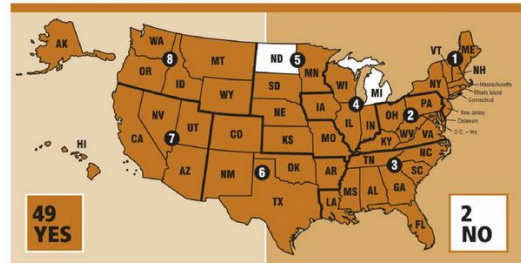 AK
WA
OR
ID
8
MT
WY
ND
5
MN
SD
NE
KS
IA
MO
WI
4
IL
IN
MI
OH
2
PA
NY
VT
1
ME
NH
Massachusetts
Rhode Island
Connecticut
New Jersey
Delaware
KY
WV
VA
NV
UT
7
CA
AZ
CO
NM
6
OK
TX
AR
LA
TN
3
NC
SC
MS
AL
GA
FL
HI
49
YES
2
NO